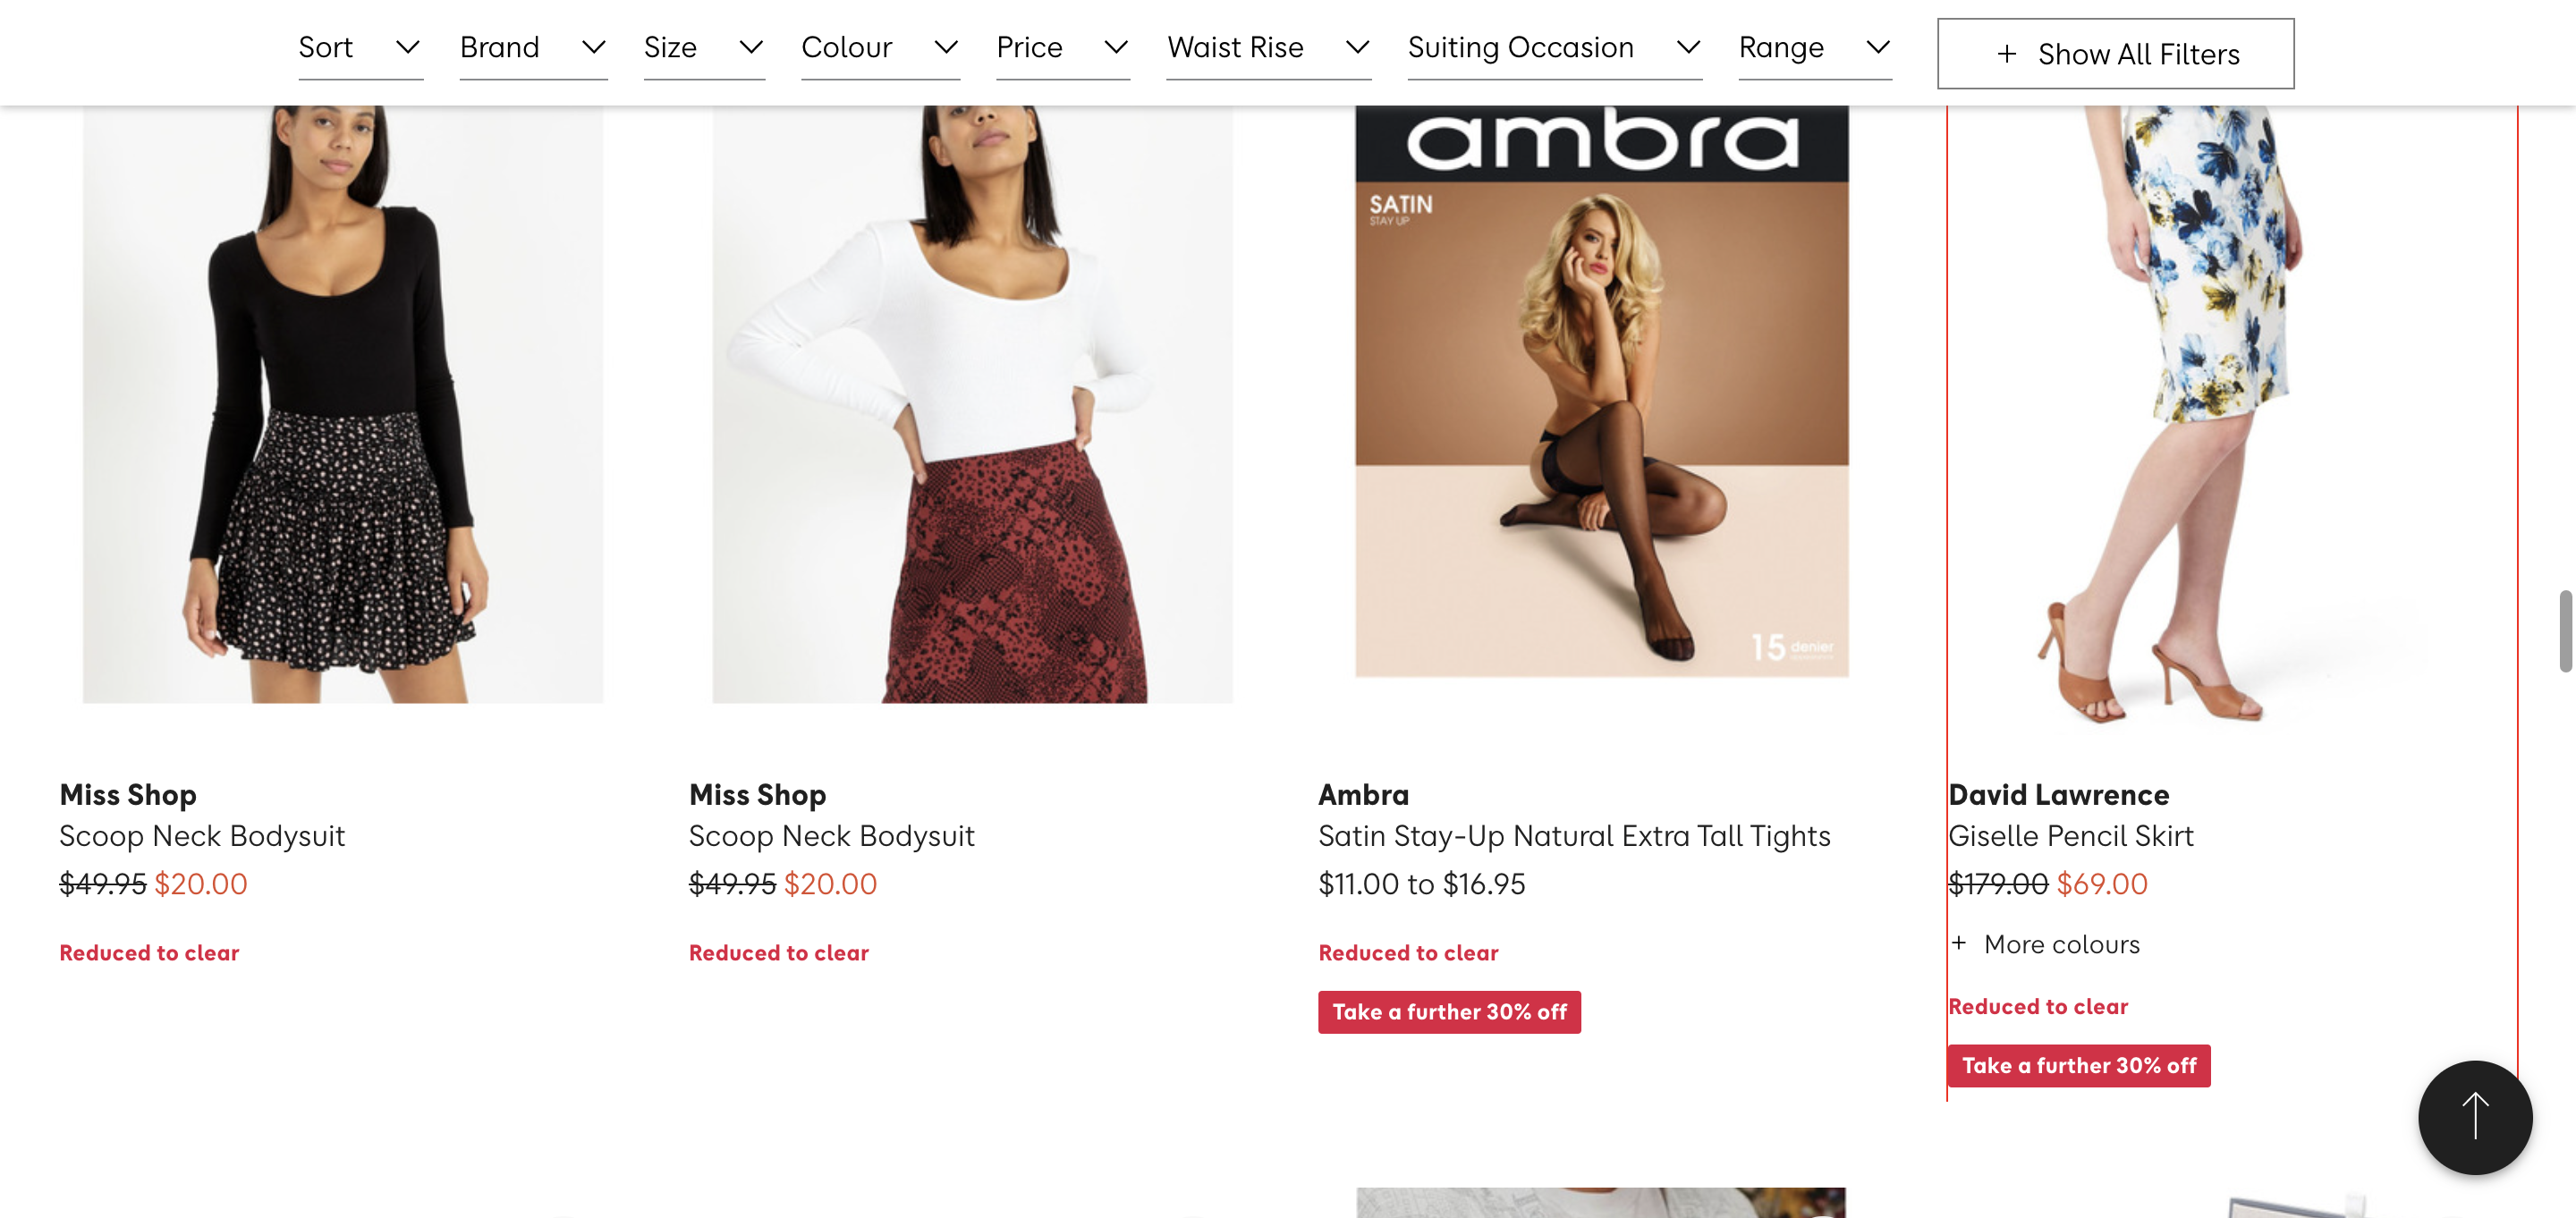 Sort
Brand
Size
Colour
Price
Waist Rise
Suiting Occasion
Range
+ Show All Filters
ambra
SATIN
STAY UP
15 denier
Miss Shop
Scoop Neck Bodysuit
$49.95 $20.00
Reduced to clear
Miss Shop
Scoop Neck Bodysuit
$49.95 $20.00
Reduced to clear
Ambra
Satin Stay-Up Natural Extra Tall Tights
$11.00 to $16.95
Reduced to clear
Take a further 30% off
David Lawrence
Giselle Pencil Skirt
$179.00 $69.00
+ More colours
Reduced to clear
Take a further 30% off